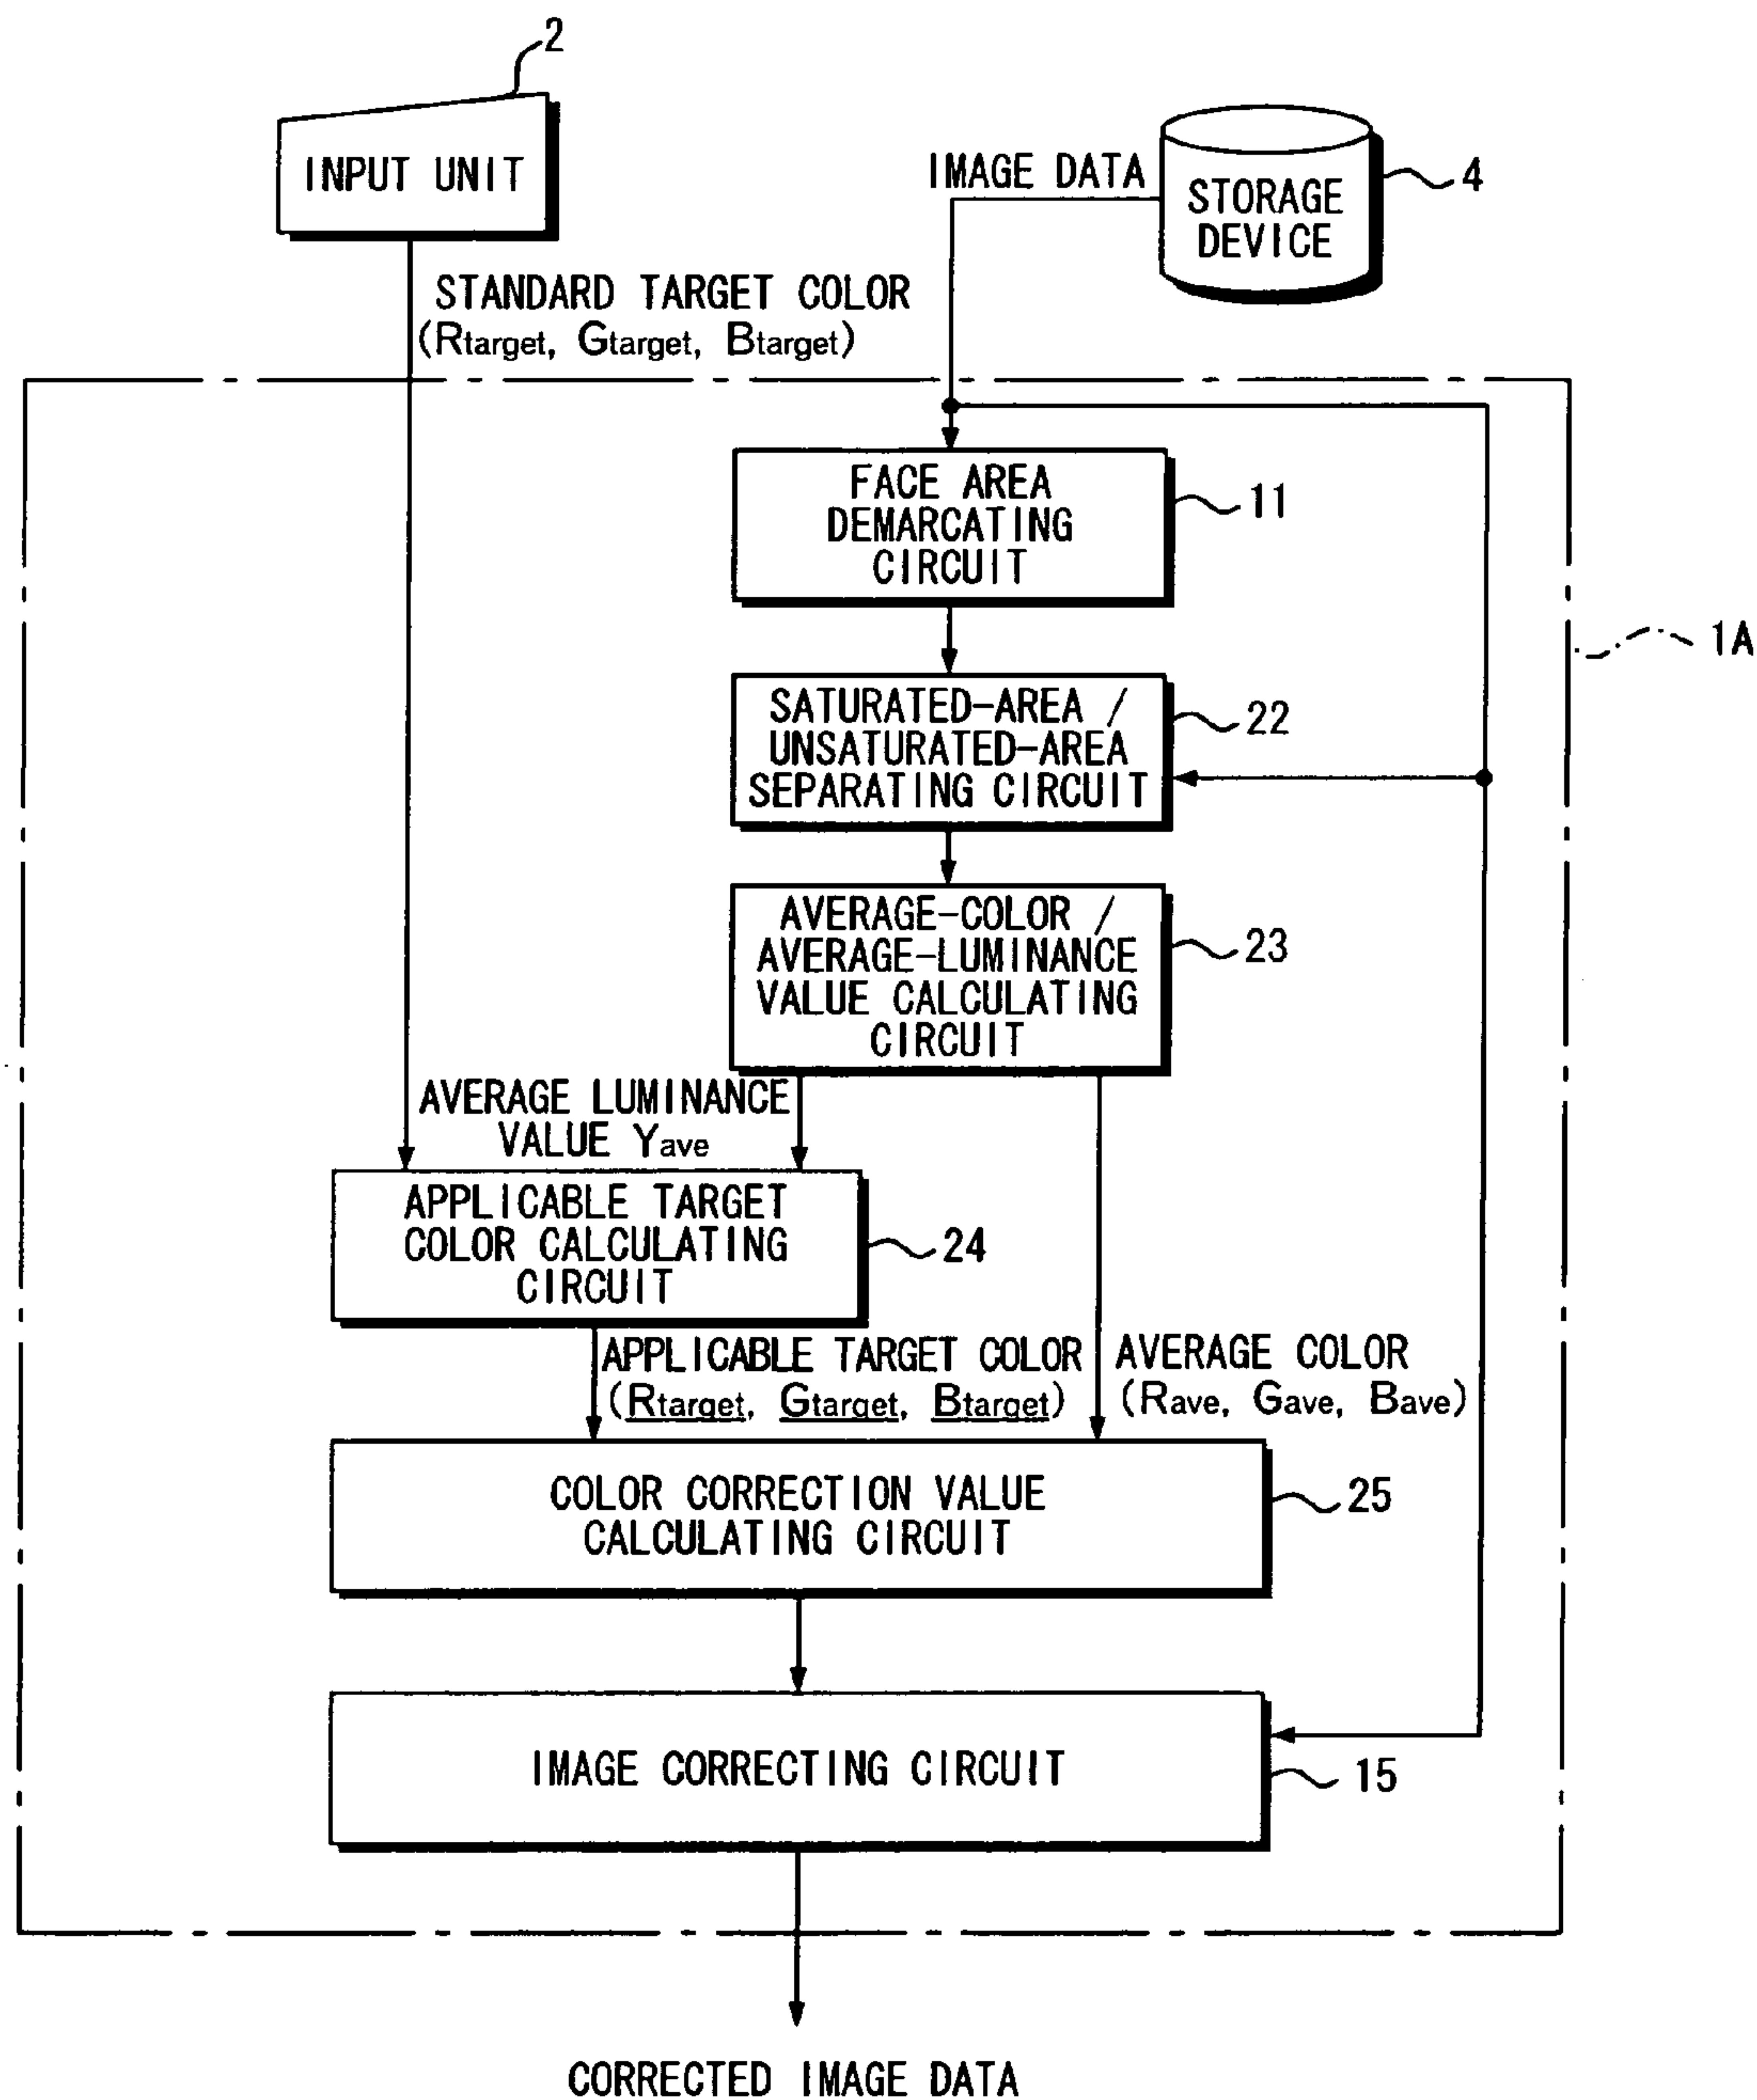 2
INPUT UNIT
IMAGE DATA
STORAGE
DEVICE
4
STANDARD TARGET COLOR
(Rtarget, Gtarget, Btarget)
FACE AREA
DEMARCATING
CIRCUIT
11
1A
SATURATED-AREA /
UNSATURATED-AREA
SEPARATING CIRCUIT
22
AVERAGE-COLOR /
AVERAGE-LUMINANCE
VALUE CALCULATING
CIRCUIT
23
AVERAGE LUMINANCE
VALUE Yave
APPLICABLE TARGET
COLOR CALCULATING
CIRCUIT
24
APPLICABLE TARGET COLOR
(Rtarget, Gtarget, Btarget)
AVERAGE COLOR
(Rave, Gave, Bave)
COLOR CORRECTION VALUE
CALCULATING CIRCUIT
25
IMAGE CORRECTING CIRCUIT
15
CORRECTED IMAGE DATA